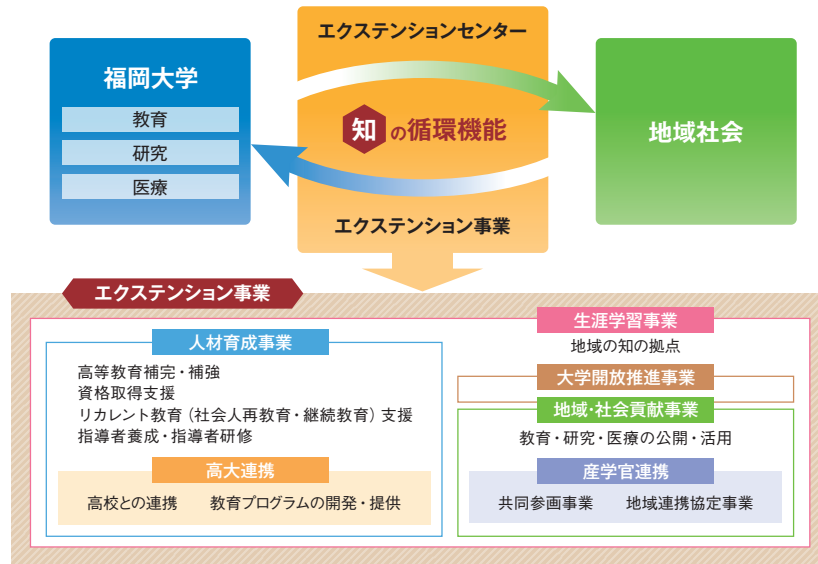 エクステンションセンター
福岡大学
教育
研究
医療
知の循環機能
地域社会
エクステンション事業
エクステンション事業
人材育成事業
高等教育補完・補強
資格取得支援
リカレント教育（社会人再教育・継続教育）支援
指導者養成・指導者研修
高大連携
高校との連携　教育プログラムの開発・提供
生涯学習事業
地域の知の拠点
大学開放推進事業
地域・社会貢献事業
教育・研究・医療の公開・活用
産学官連携
共同参画事業　地域連携協定事業